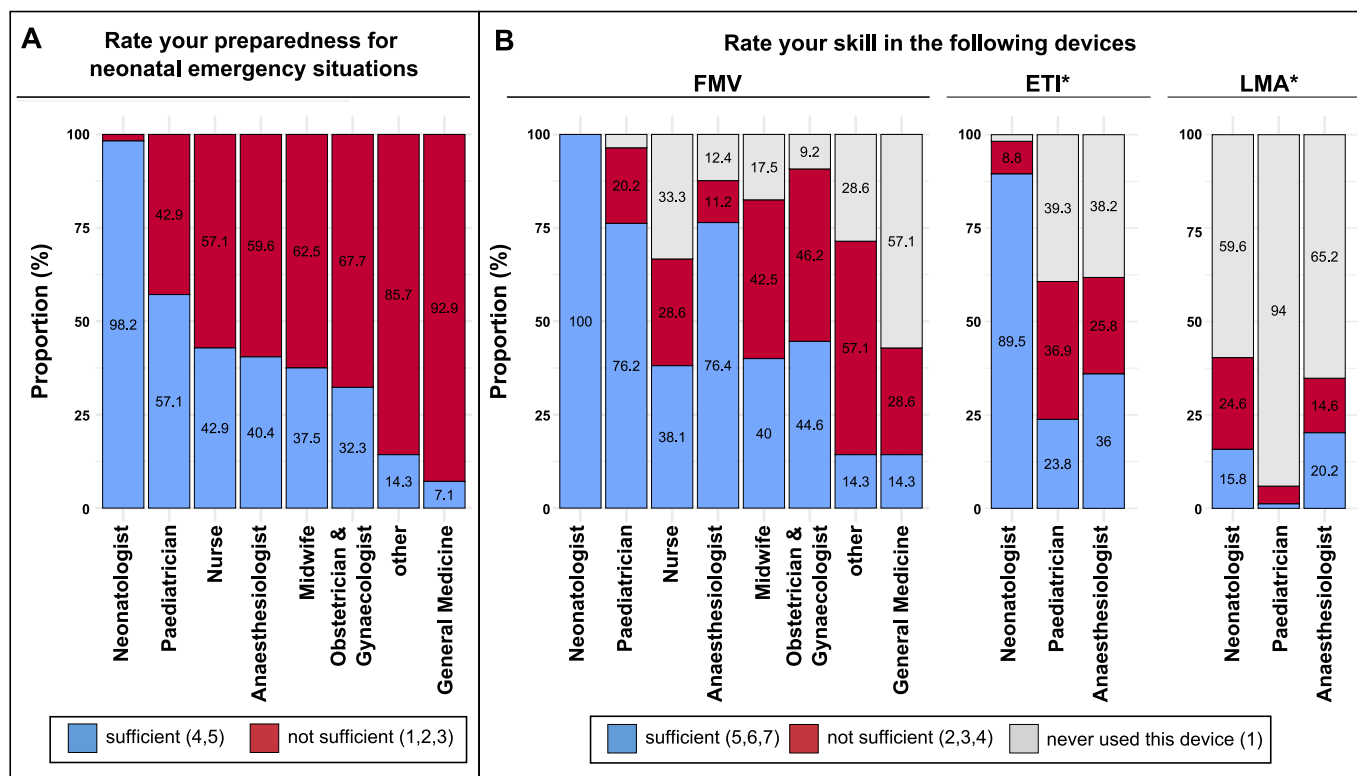 A
Rate your preparedness for
neonatal emergency situations
Proportion (%)
100
75
50
25
0
98.2
42.9
57.1
57.1
42.9
59.6
40.4
62.5
37.5
67.7
32.3
85.7
14.3
92.9
7.1
Neonatologist
Paediatrician
Nurse
Anaesthesiologist
Midwife
Obstetrician &
Gynaecologist
other
General Medicine
sufficient (4,5)
not sufficient (1,2,3)
B
Rate your skill in the following devices
FMV
Proportion (%)
100
75
50
25
0
100
20.2
76.2
33.3
28.6
38.1
12.4
11.2
76.4
17.5
42.5
40
9.2
46.2
44.6
28.6
57.1
14.3
57.1
28.6
14.3
Neonatologist
Paediatrician
Nurse
Anaesthesiologist
Midwife
Obstetrician &
Gynaecologist
other
General Medicine
ETI*
100
75
50
25
0
8.8
89.5
39.3
36.9
23.8
38.2
25.8
36
Neonatologist
Paediatrician
Anaesthesiologist
LMA*
100
75
50
25
0
59.6
24.6
15.8
94
65.2
14.6
20.2
Neonatologist
Paediatrician
Anaesthesiologist
sufficient (5,6,7)
not sufficient (2,3,4)
never used this device (1)